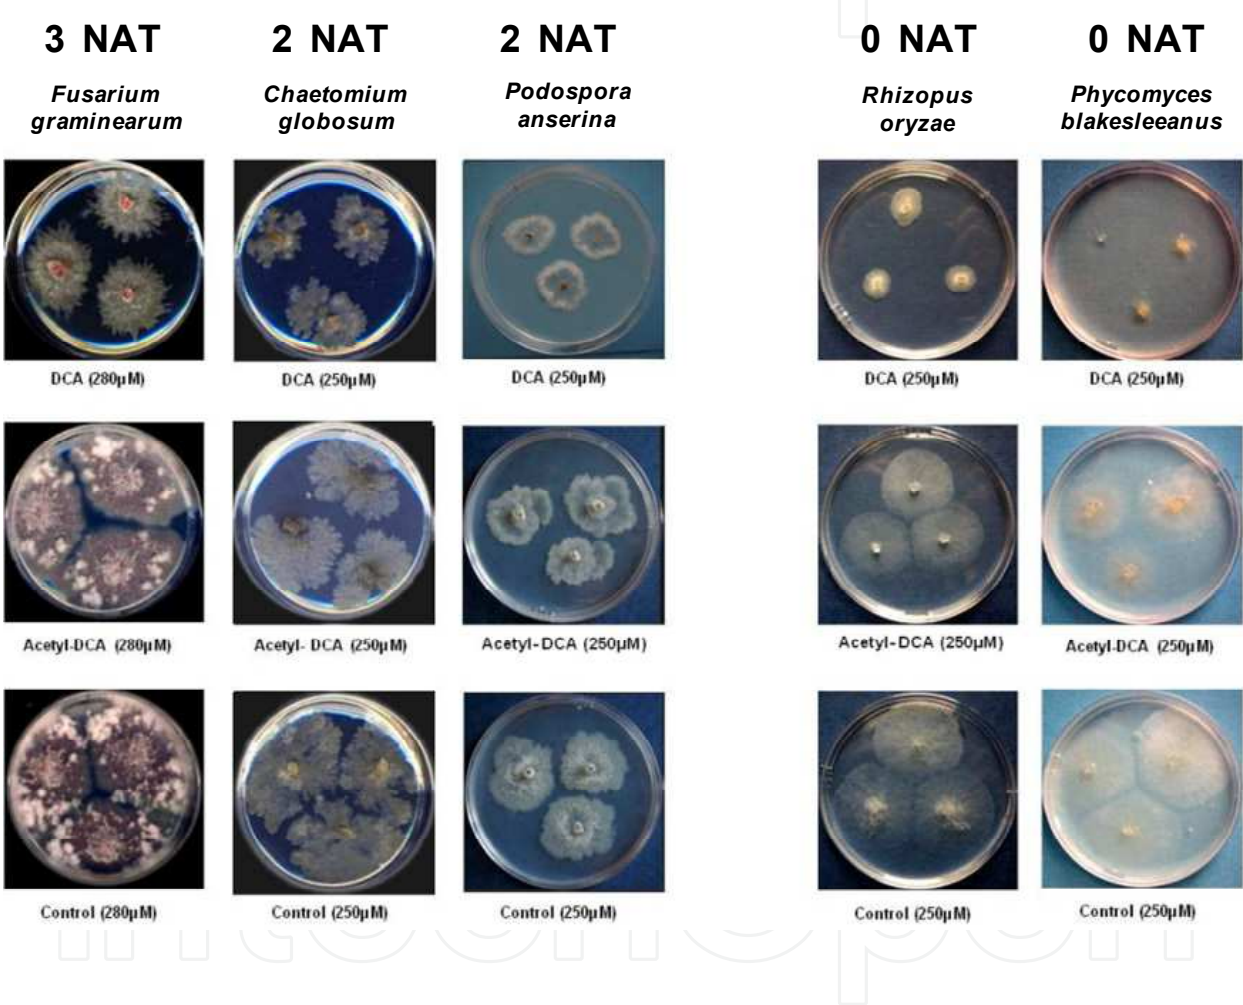 3 NAT
2 NAT
2 NAT
0 NAT
0 NAT
Fusarium
graminearum
Chaetomium
globosum
Podospora
anserina
Rhizopus
oryzae
Phycomyces
blakesleeanus
DCA (280µM)
DCA (250µM)
DCA (250µM)
DCA (250µM)
DCA (250µM)
Acetyl-DCA (280µM)
Acetyl- DCA (250µM)
Acetyl-DCA (250µM)
Acetyl-DCA (250µM)
Acetyl-DCA (250µM)
Control (280µM)
Control (250µM)
Control (250µM)
Control (250µM)
Control (250µM)
intechopen